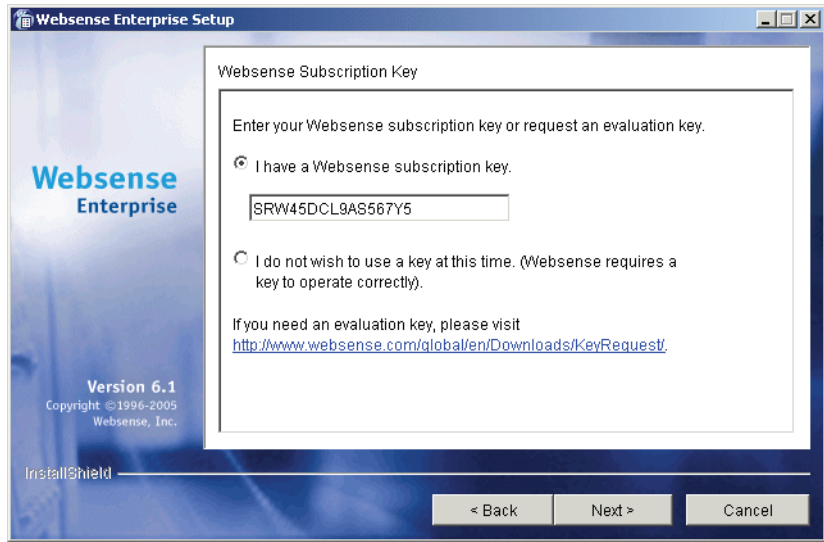 Websense Enterprise Setup
Websense Subscription Key
Enter your Websense subscription key or request an evaluation key.
I have a Websense subscription key.
SRW45DCL9AS567Y5
I do not wish to use a key at this time. (Websense requires a
key to operate correctly).
If you need an evaluation key, please visit
http://www.websense.com/global/en/Downloads/KeyRequest/.
Websense
Enterprise
Version 6.1
Copyright ©1996-2005
Websense, Inc.
InstallShield
< Back
Next >
Cancel